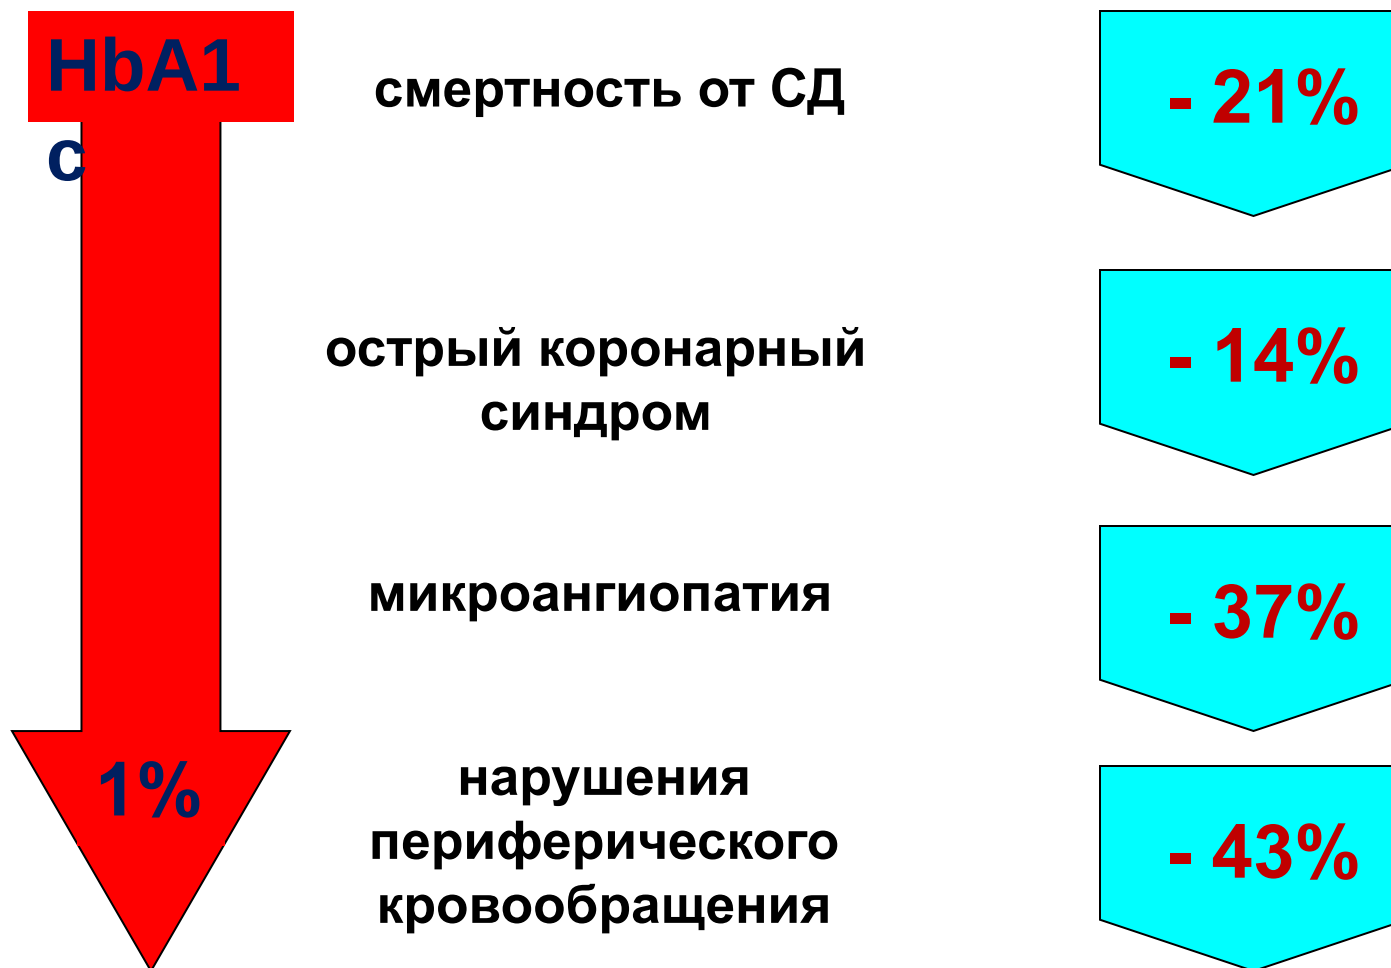 HbA1
c
смертность от СД
- 21%
острый коронарный
синдром
- 14%
микроангиопатия
- 37%
1%
нарушения
периферического
кровообращения
- 43%